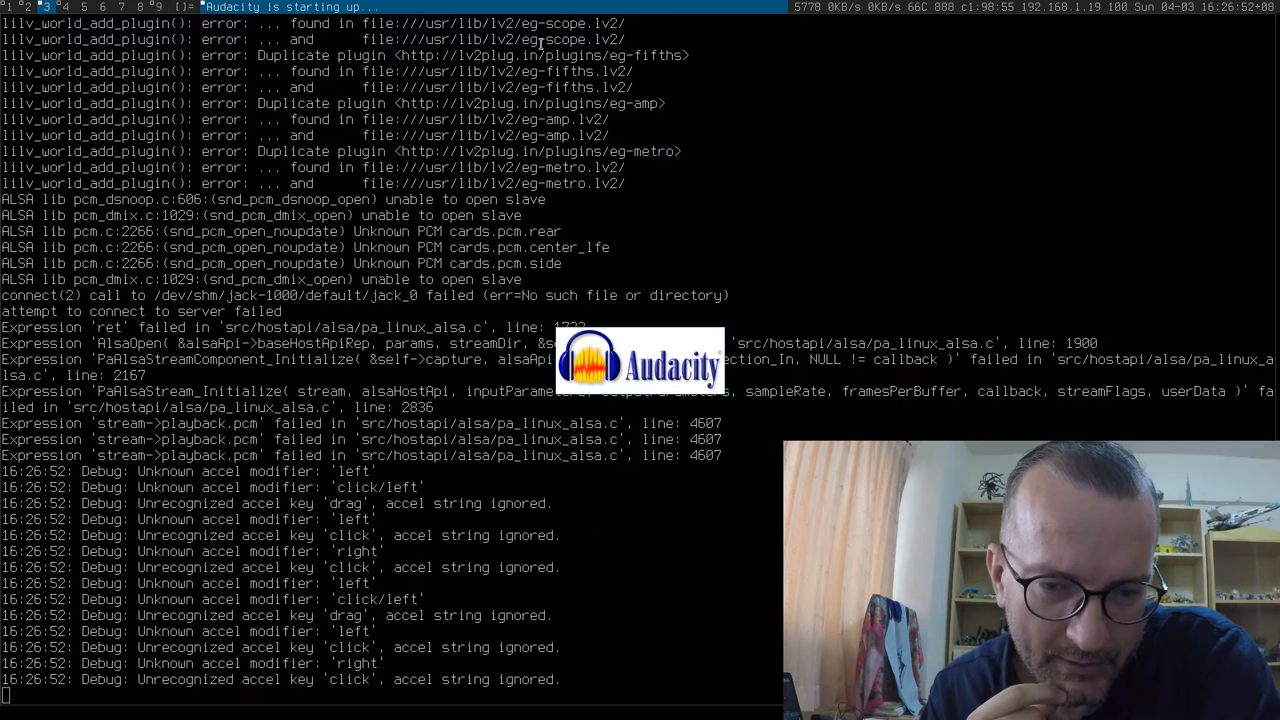 1 2 3 4 5 6 7 8 9 []= Audacity is starting up... 5778 0KB/s 0KB/s 66C 888 c1:98:55 192.168.1.19 100 Sun 04-03 16:26:52+08
lilv_world_add_plugin(): error: ... found in file:///usr/lib/lv2/eg-scope.lv2/
lilv_world_add_plugin(): error: ... and     file:///usr/lib/lv2/eg-scope.lv2/
lilv_world_add_plugin(): error: Duplicate plugin <http://lv2plug.in/plugins/eg-fifths>
lilv_world_add_plugin(): error: ... found in file:///usr/lib/lv2/eg-fifths.lv2/
lilv_world_add_plugin(): error: ... and     file:///usr/lib/lv2/eg-fifths.lv2/
lilv_world_add_plugin(): error: Duplicate plugin <http://lv2plug.in/plugins/eg-amp>
lilv_world_add_plugin(): error: ... found in file:///usr/lib/lv2/eg-amp.lv2/
lilv_world_add_plugin(): error: ... and     file:///usr/lib/lv2/eg-amp.lv2/
lilv_world_add_plugin(): error: Duplicate plugin <http://lv2plug.in/plugins/eg-metro>
lilv_world_add_plugin(): error: ... found in file:///usr/lib/lv2/eg-metro.lv2/
lilv_world_add_plugin(): error: ... and     file:///usr/lib/lv2/eg-metro.lv2/
ALSA lib pcm_dsnoop.c:606:(snd_pcm_dsnoop_open) unable to open slave
ALSA lib pcm_dmix.c:1029:(snd_pcm_dmix_open) unable to open slave
ALSA lib pcm.c:2266:(snd_pcm_open_noupdate) Unknown PCM cards.pcm.rear
ALSA lib pcm.c:2266:(snd_pcm_open_noupdate) Unknown PCM cards.pcm.center_lfe
ALSA lib pcm.c:2266:(snd_pcm_open_noupdate) Unknown PCM cards.pcm.side
ALSA lib pcm_dmix.c:1029:(snd_pcm_dmix_open) unable to open slave
connect(2) call to /dev/shm/jack-1000/default/jack_0 failed (err=No such file or directory)
attempt to connect to server failed
Expression 'ret' failed in 'src/hostapi/alsa/pa_linux_alsa.c', line:
Expression 'AlsaOpen( &alsaApi->baseHostApiRep, params, streamDir, 'src/hostapi/alsa/pa_linux_alsa.c', line: 1900
Expression 'PaAlsaStreamComponent_Initialize( &self->capture, NULL != callback )' failed in 'src/hostapi/alsa/pa_linux_a
lsa.c', line: 2167
Expression 'PaAlsaStream_Initialize( stream, alsaHostApi, sampleRate, framesPerBuffer, callback, streamFlags, userData )' fa
iled in 'src/hostapi/alsa/pa_linux_alsa.c', line: 2836
Audacity
Expression 'stream->playback.pcm' failed in 'src/hostapi/alsa/pa_linux_alsa.c', line: 4607
Expression 'stream->playback.pcm' failed in 'src/hostapi/alsa/pa_linux_alsa.c', line: 4607
Expression 'stream->playback.pcm' failed in 'src/hostapi/alsa/pa_linux_alsa.c', line: 4607
16:26:52: Debug: Unknown accel modifier: 'left'
16:26:52: Debug: Unknown accel modifier: 'click/left'
16:26:52: Debug: Unrecognized accel key 'drag', accel string ignored.
16:26:52: Debug: Unknown accel modifier: 'left'
16:26:52: Debug: Unrecognized accel key 'click', accel string ignored.
16:26:52: Debug: Unknown accel modifier: 'right'
16:26:52: Debug: Unrecognized accel key 'click', accel string ignored.
16:26:52: Debug: Unknown accel modifier: 'left'
16:26:52: Debug: Unknown accel modifier: 'click/left'
16:26:52: Debug: Unrecognized accel key 'drag', accel string ignored.
16:26:52: Debug: Unknown accel modifier: 'left'
16:26:52: Debug: Unrecognized accel key 'click', accel string ignored.
16:26:52: Debug: Unknown accel modifier: 'right'
16:26:52: Debug: Unrecognized accel key 'click', accel string ignored.